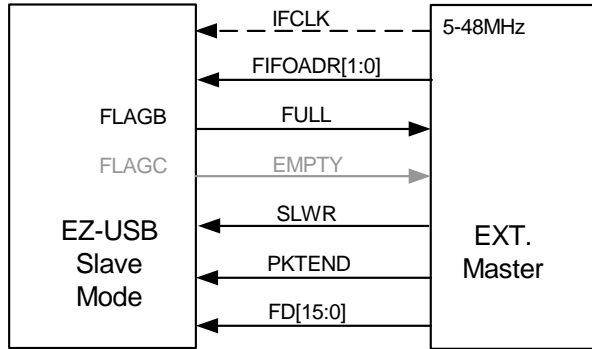 IFCLK
5-48MHz
FIFOADR[1:0]
FLAGB
FULL
FLAGC
EMPTY
SLWR
EZ-USB
Slave
Mode
EXT.
Master
PKTEND
FD[15:0]